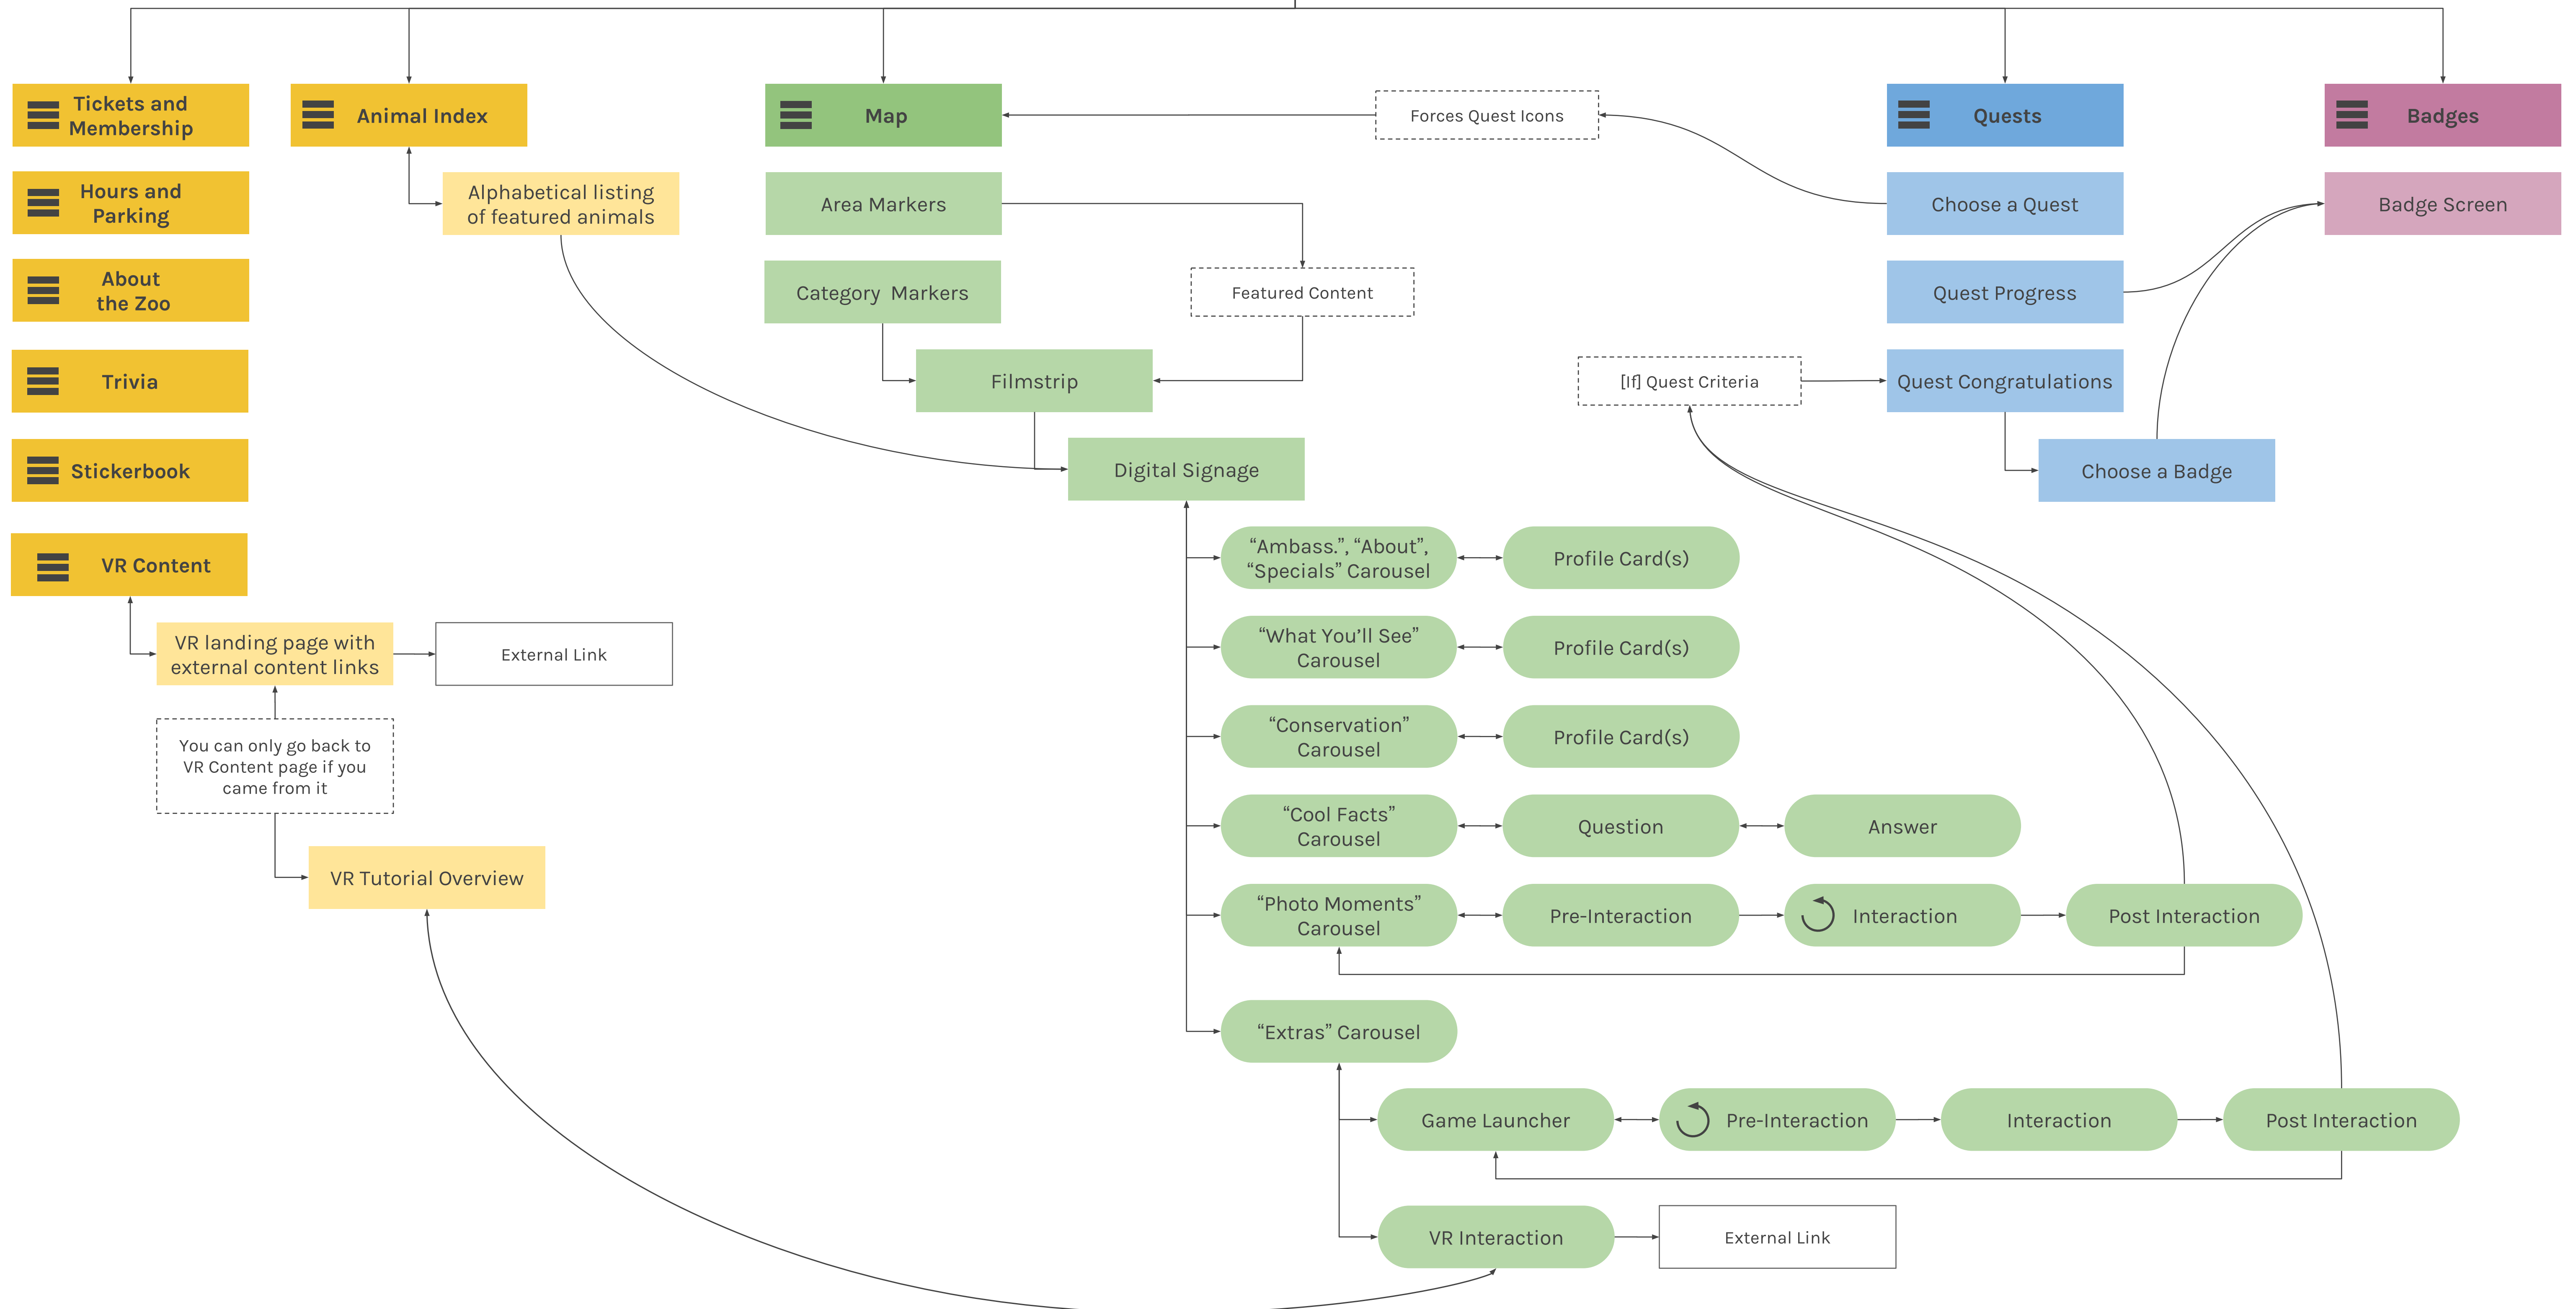 Tickets and
Membership
Animal Index
Map
Forces Quest Icons
Quests
Badges
Hours and
Parking
Alphabetical listing
of featured animals
Area Markers
Choose a Quest
Badge Screen
About
the Zoo
Category Markers
Featured Content
Quest Progress
Trivia
Filmstrip
[If] Quest Criteria
Quest Congratulations
Stickerbook
Digital Signage
Choose a Badge
VR Content
“Ambass.”, “About”,
“Specials” Carousel
Profile Card(s)
VR landing page with
external content links
External Link
“What You’ll See”
Carousel
Profile Card(s)
You can only go back to
VR Content page if you
came from it
“Conservation”
Carousel
Profile Card(s)
“Cool Facts”
Carousel
Question
Answer
VR Tutorial Overview
“Photo Moments”
Carousel
Pre-Interaction
Interaction
Post Interaction
“Extras” Carousel
Game Launcher
Pre-Interaction
Interaction
Post Interaction
VR Interaction
External Link